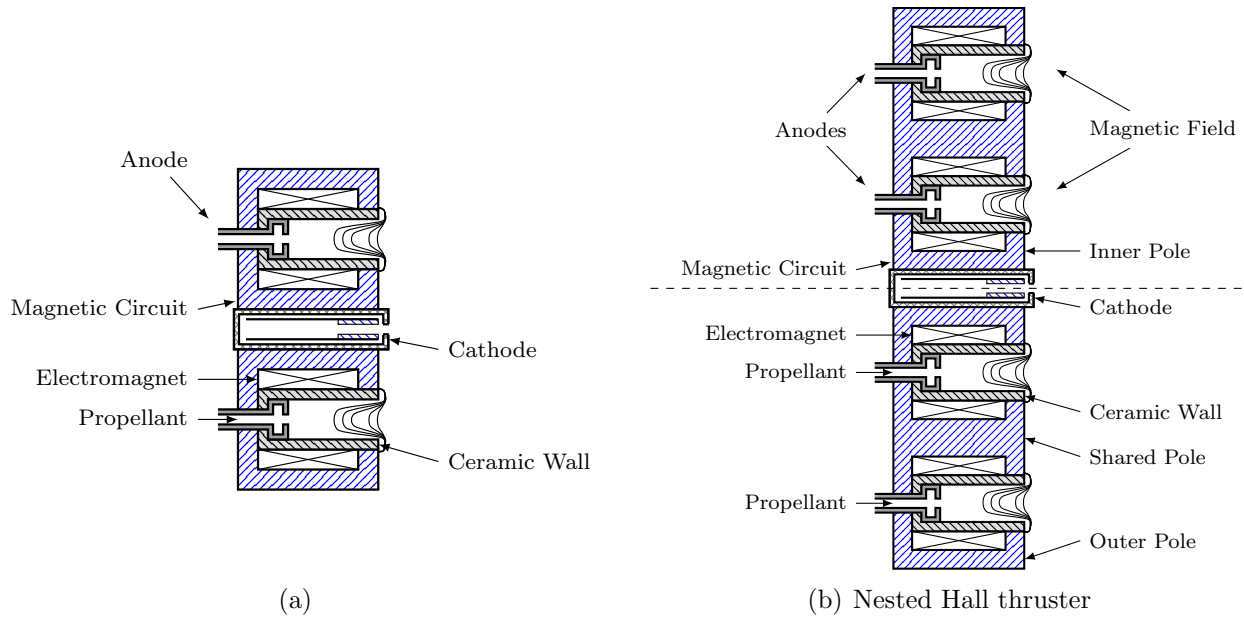 Anode
Magnetic Circuit
Cathode
Electromagnet
Propellant
Ceramic Wall
(a)
Anodes
Magnetic Field
Inner Pole
Magnetic Circuit
Cathode
Electromagnet
Propellant
Ceramic Wall
Shared Pole
Propellant
Outer Pole
(b) Nested Hall thruster